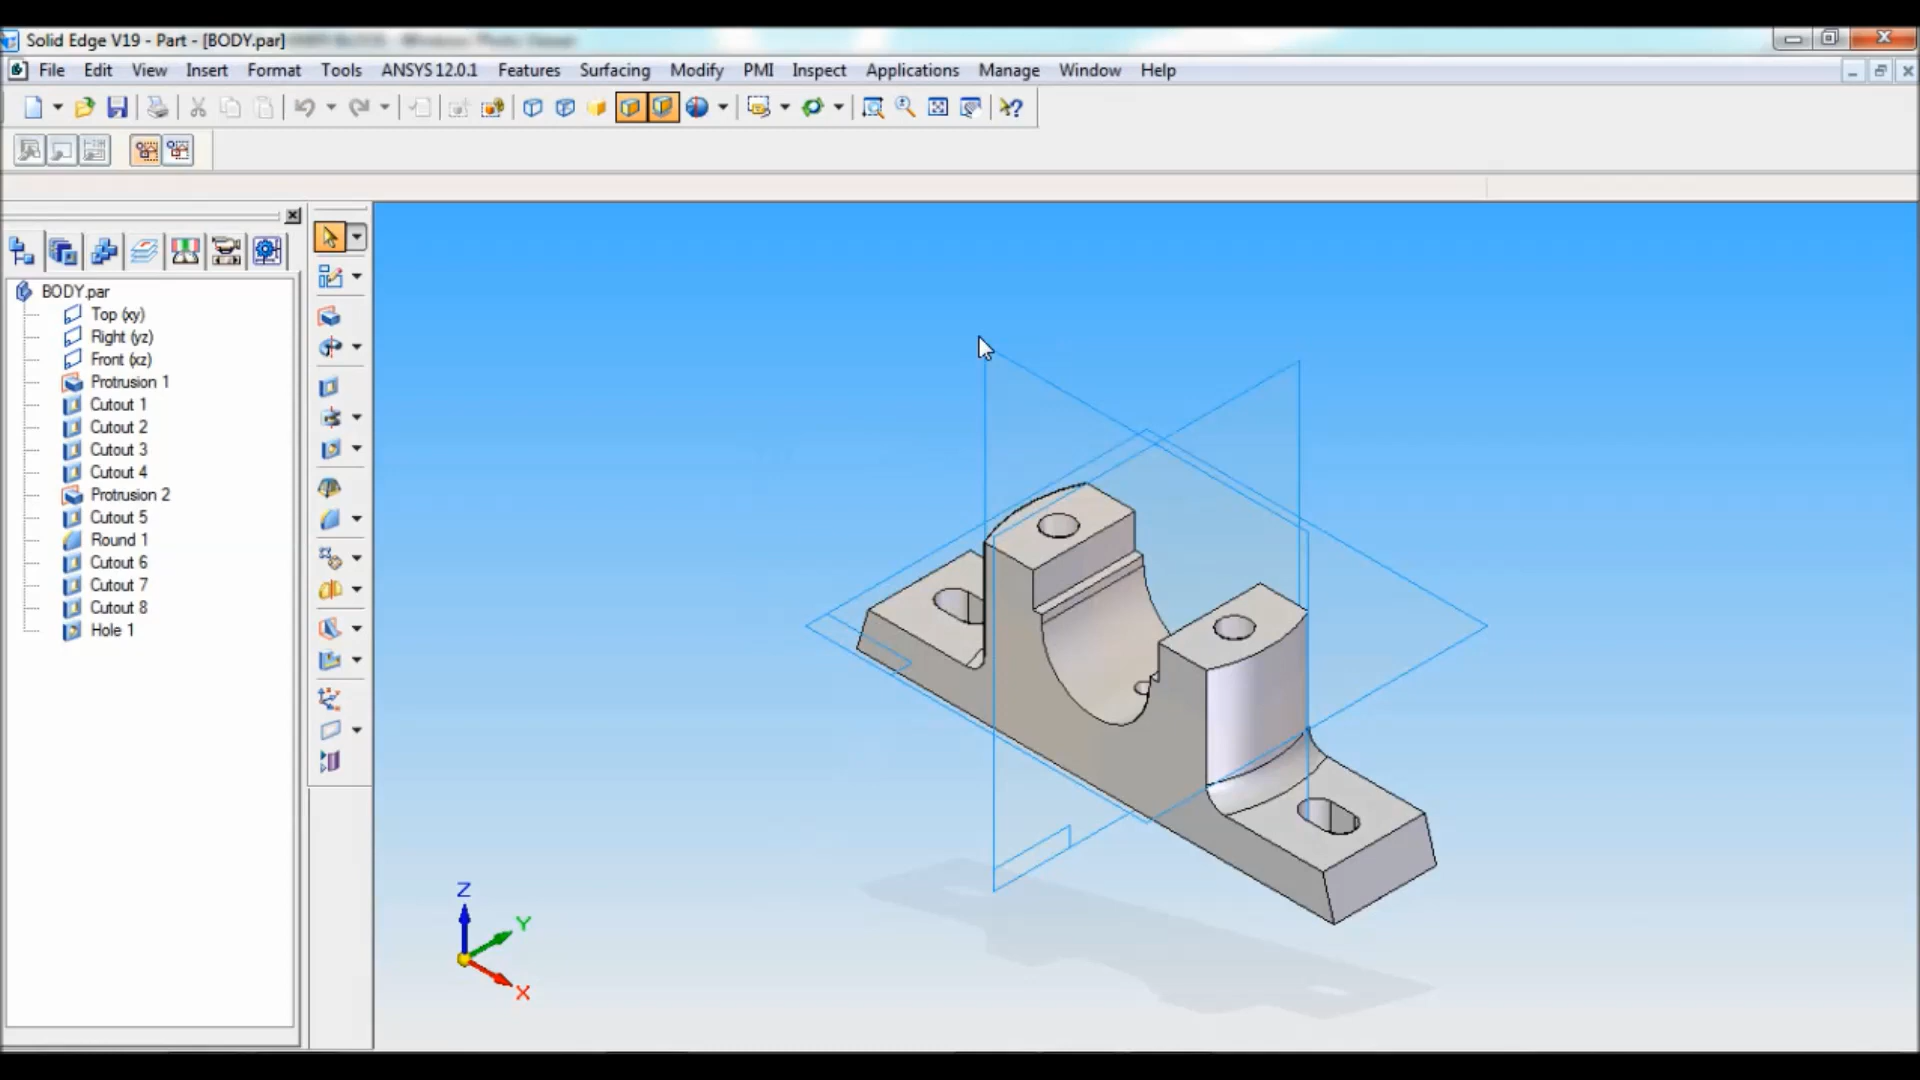 Solid Edge V19 - Part - [BODY.par]
File Edit View Insert Format Tools ANSYS 12.0.1 Features Surfacing Modify PMI Inspect Applications Manage Window Help
BODY.par
Top (xy)
Right (yz)
Front (xz)
Protrusion 1
Cutout 1
Cutout 2
Cutout 3
Cutout 4
Protrusion 2
Cutout 5
Round 1
Cutout 6
Cutout 7
Cutout 8
Hole 1
Z
Y
X